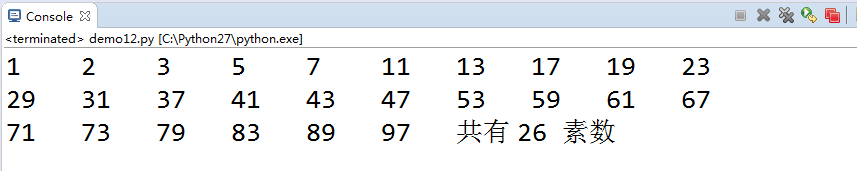 Console
<terminated> demo12.py [C:\Python27\python.exe]
1 2 3 5 7 11 13 17 19 23
29 31 37 41 43 47 53 59 61 67
71 73 79 83 89 97 共有 26 素数